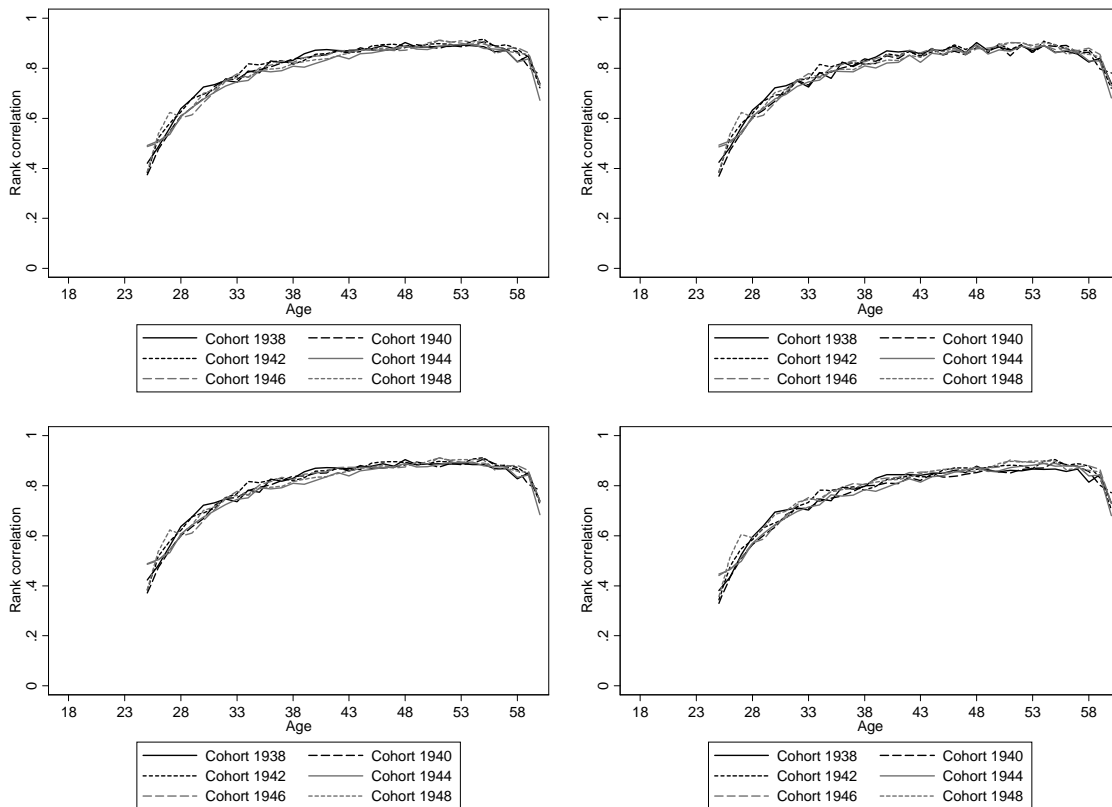 1
.8
.6
.4
.2
0
Rank correlation
18 23 28 33 38 43 48 53 58
Age
Cohort 1938 Cohort 1940
Cohort 1942 Cohort 1944
Cohort 1946 Cohort 1948
1
.8
.6
.4
.2
0
Rank correlation
18 23 28 33 38 43 48 53 58
Age
Cohort 1938 Cohort 1940
Cohort 1942 Cohort 1944
Cohort 1946 Cohort 1948
1
.8
.6
.4
.2
0
Rank correlation
18 23 28 33 38 43 48 53 58
Age
Cohort 1938 Cohort 1940
Cohort 1942 Cohort 1944
Cohort 1946 Cohort 1948
1
.8
.6
.4
.2
0
Rank correlation
18 23 28 33 38 43 48 53 58
Age
Cohort 1938 Cohort 1940
Cohort 1942 Cohort 1944
Cohort 1946 Cohort 1948